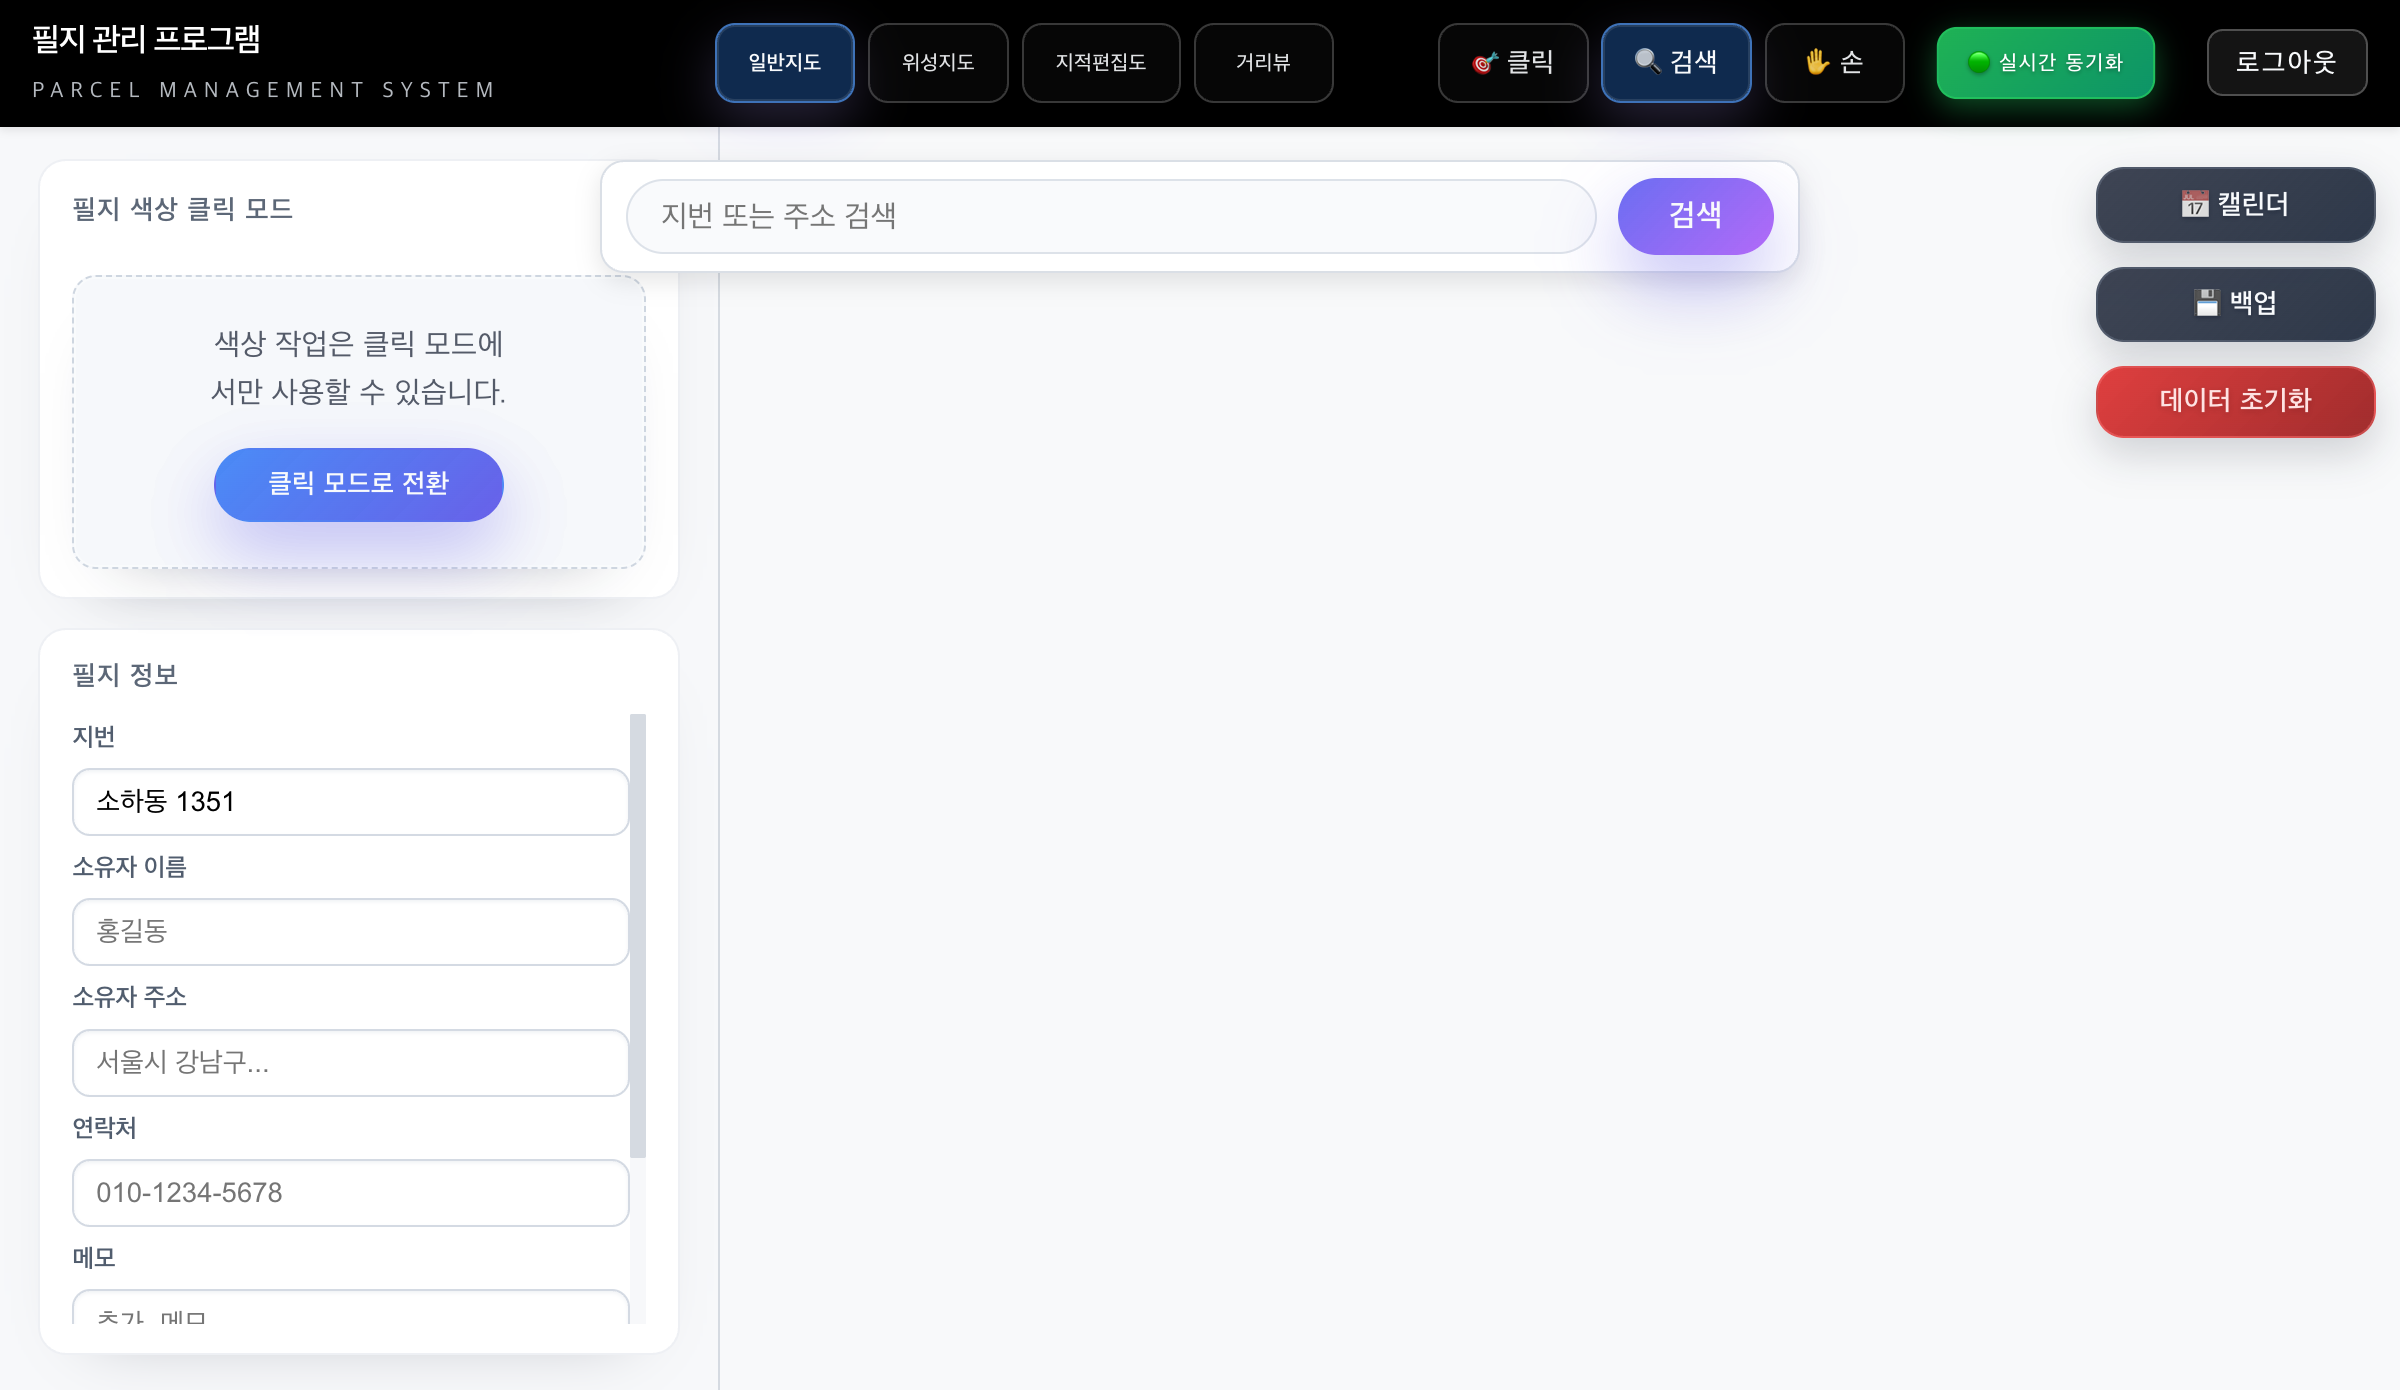 필지 관리 프로그램
PARCEL MANAGEMENT SYSTEM
일반지도
위성지도
지적편집도
거리뷰
클릭
검색
손
실시간 동기화
로그아웃
필지 색상 클릭 모드
색상 작업은 클릭 모드에
서만 사용할 수 있습니다.
클릭 모드로 전환
지번 또는 주소 검색
검색
17 캘린더
백업
데이터 초기화
필지 정보
지번
소하동 1351
소유자 이름
홍길동
소유자 주소
서울시 강남구...
연락처
010-1234-5678
메모
추가 메모